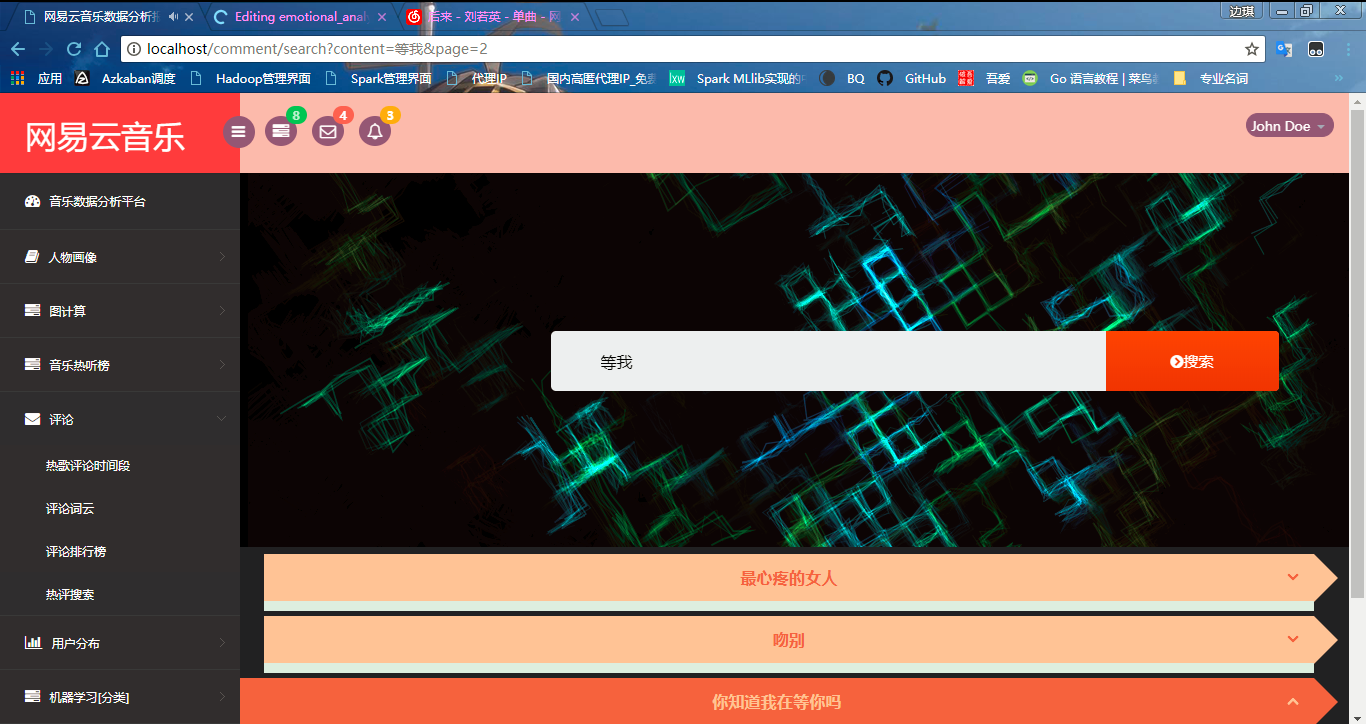 网易云音乐数据分析
Editing emotional_analy
后来 - 刘若英 - 单曲 - 网
边琪
localhost/comment/search?content=等我&page=2
应用 Azkaban调度 Hadoop管理界面 Spark管理界面 代理IP 国内高匿代理IP_免费 Spark MLlib实现的中 BQ GitHub 吾爱 Go 语言教程 | 菜鸟教 专业名词
网易云音乐
8 4 3
John Doe
音乐数据分析平台
人物画像
图计算
音乐热听榜
评论
热歌评论时间段
评论词云
评论排行榜
热评搜索
用户分布
机器学习[分类]
等我
搜索
最心疼的女人
吻别
你知道我在等你吗